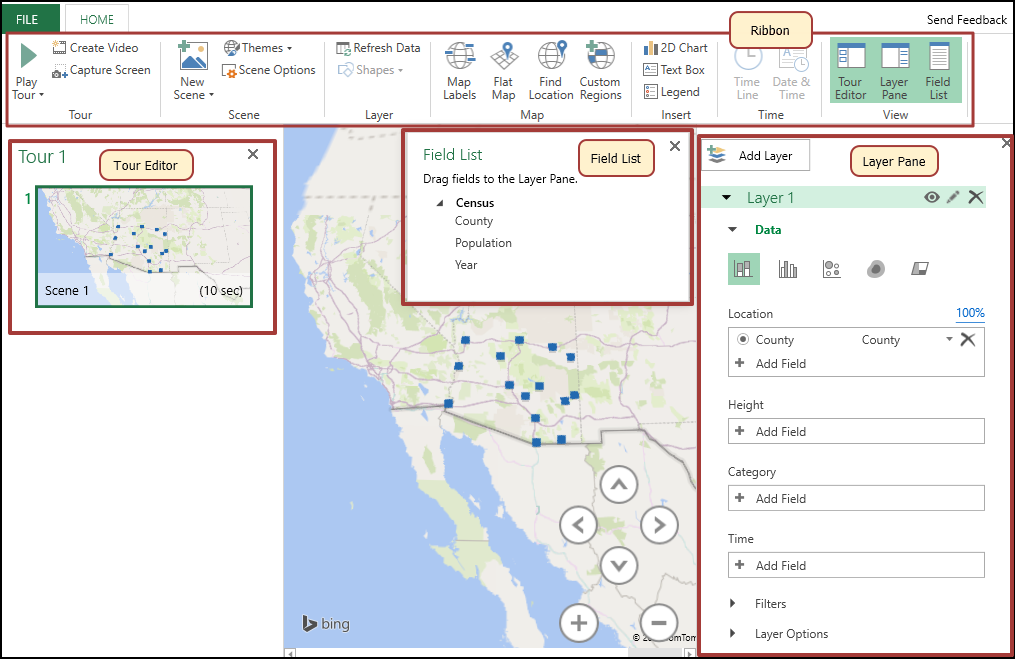 FILE
HOME
Send Feedback
Ribbon
Play Tour
Create Video
Capture Screen
Tour
New Scene
Themes
Scene Options
Scene
Refresh Data
Shapes
Layer
Map Labels
Flat Map
Find Location
Custom Regions
Map
2D Chart
Text Box
Legend
Insert
Time Line
Date & Time
Time
Tour Editor
Layer Pane
Field List
View
Tour 1
Tour Editor
1
Scene 1 (10 sec)
Field List
Field List
Drag fields to the Layer Pane.
Census
County
Population
Year
bing
Add Layer
Layer Pane
Layer 1
Data
Location 100%
County County
Add Field
Height
Add Field
Category
Add Field
Time
Add Field
Filters
Layer Options